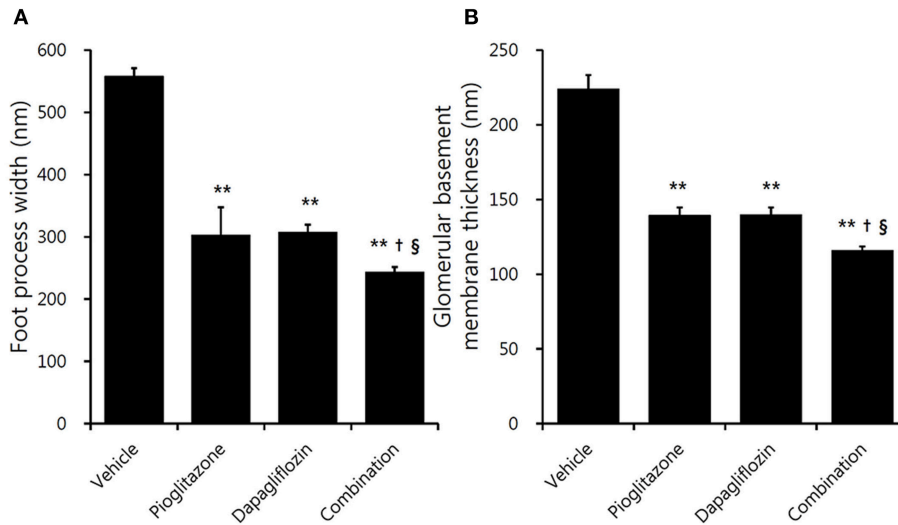 A
Foot process width (nm)
600
500
400
300
200
100
0
**
**
** † §
Vehicle
Pioglitazone
Dapagliflozin
Combination
B
Glomerular basement
membrane thickness (nm)
250
200
150
100
50
0
**
**
** † §
Vehicle
Pioglitazone
Dapagliflozin
Combination